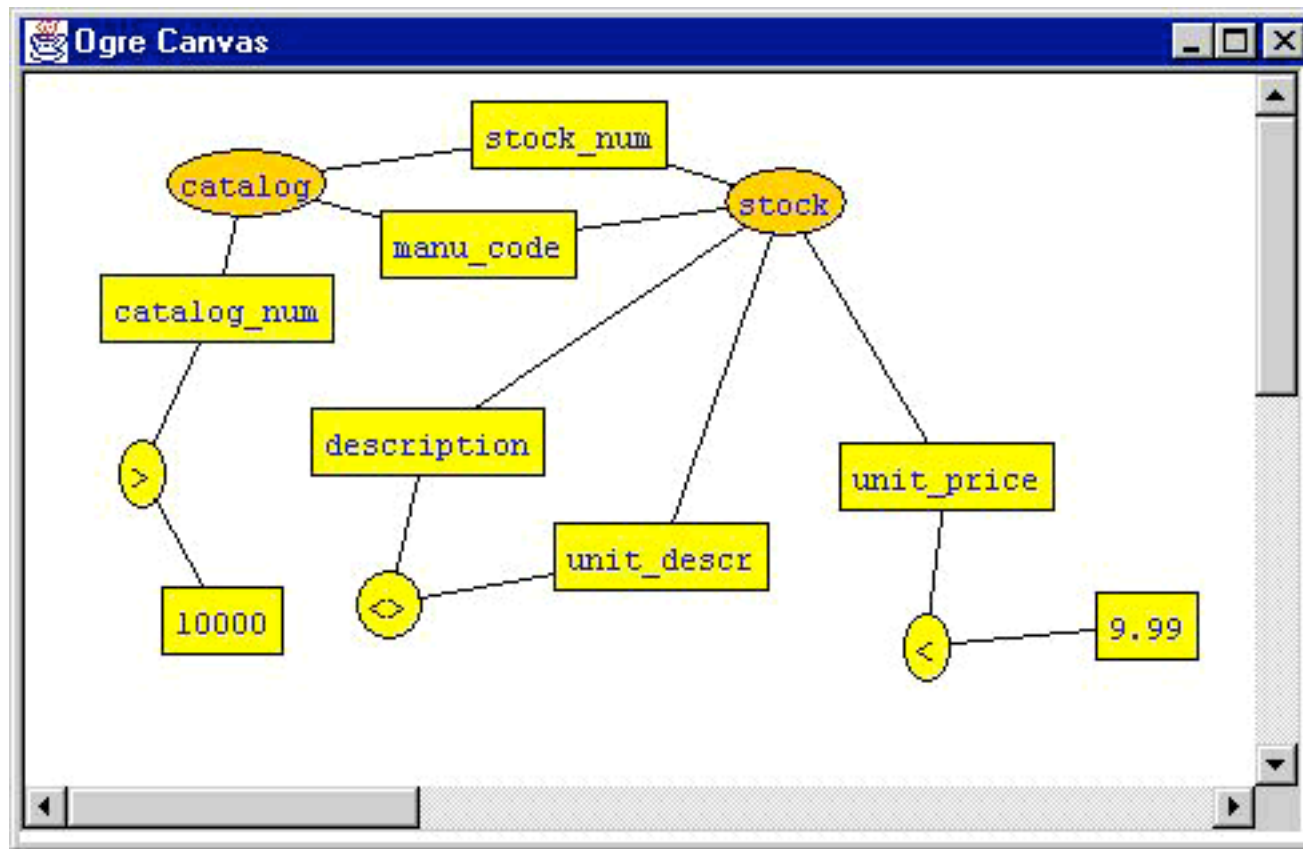 Ogre Canvas
stock_num
catalog
stock
manu_code
catalog_num
description
>
unit_price
unit_descr
<>
10000
<
9.99